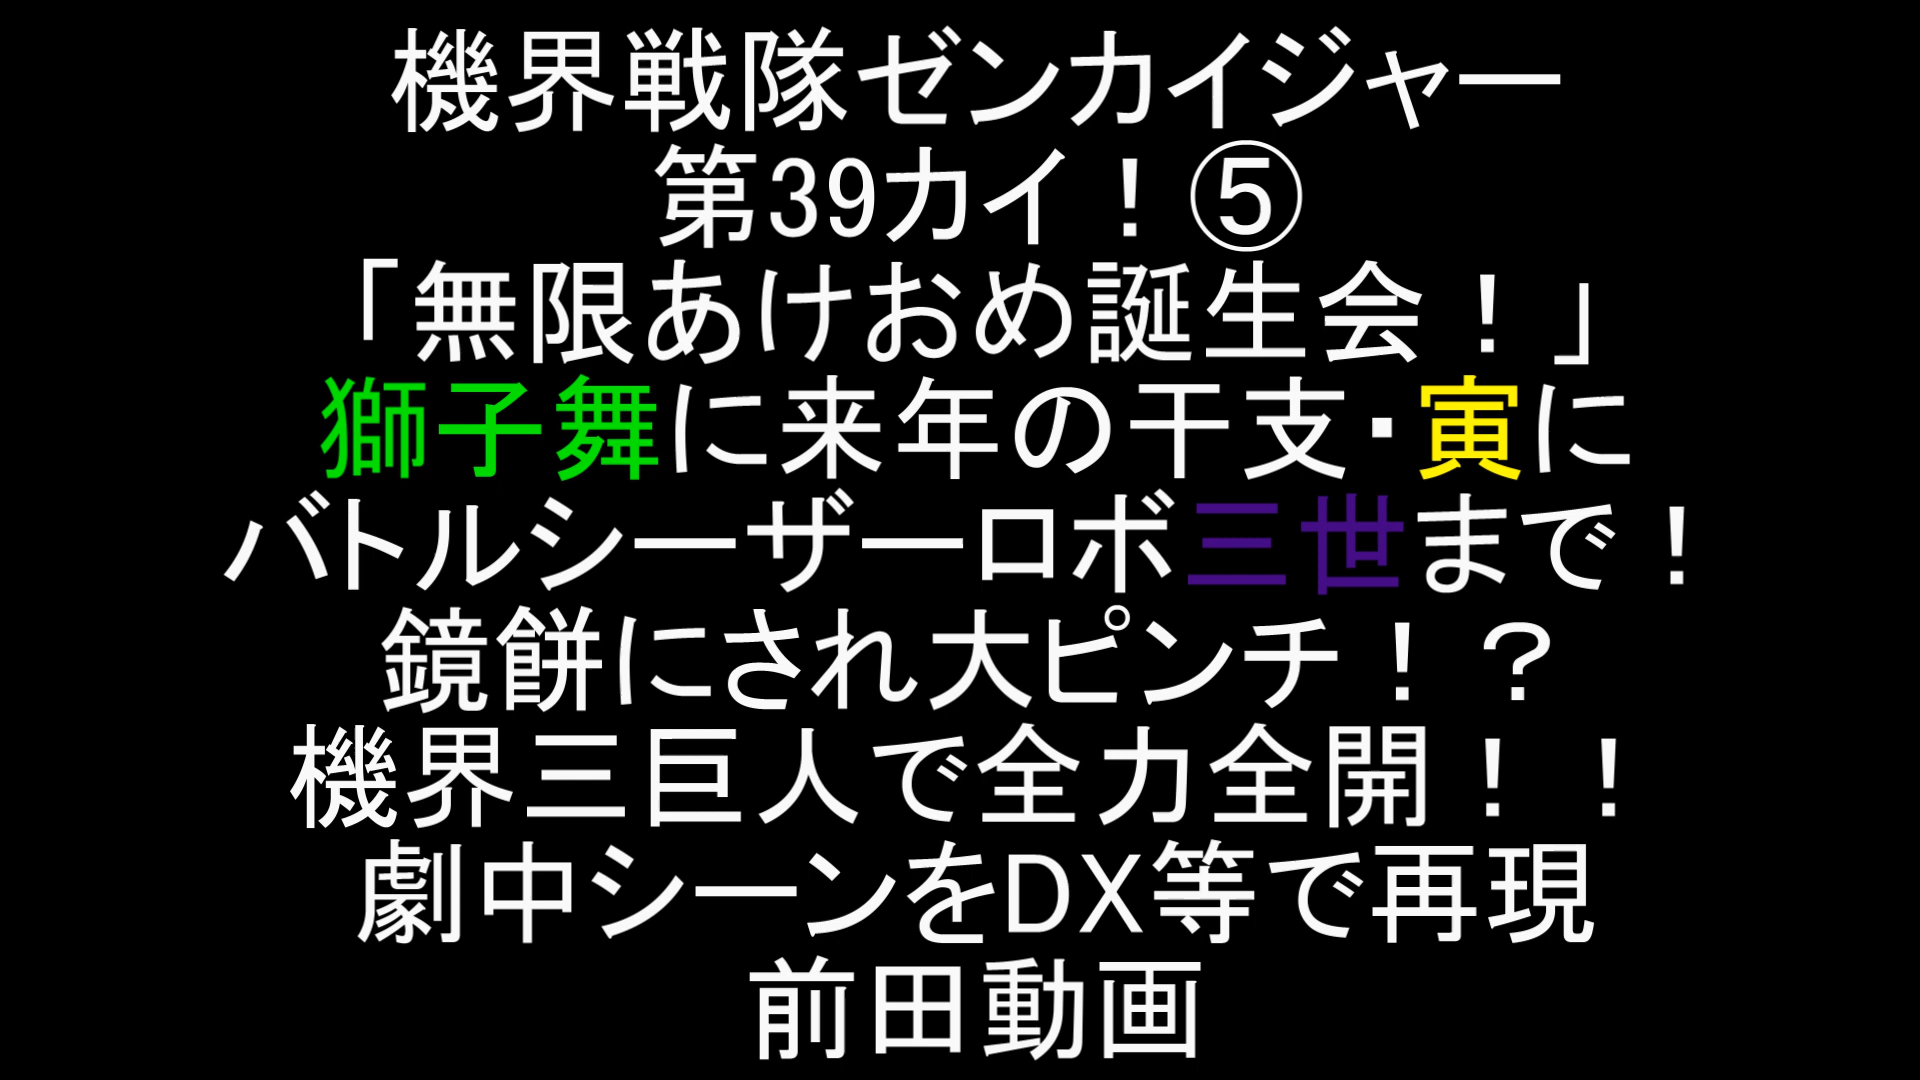 機界戦隊ゼンカイジャー
第39カイ！⑤
「無限あけおめ誕生会！」
獅子舞に来年の干支・寅に
バトルシーザーロボ三世まで！
鏡餅にされ大ピンチ！？
機界三巨人で全力全開！！
劇中シーンをDX等で再現
前田動画